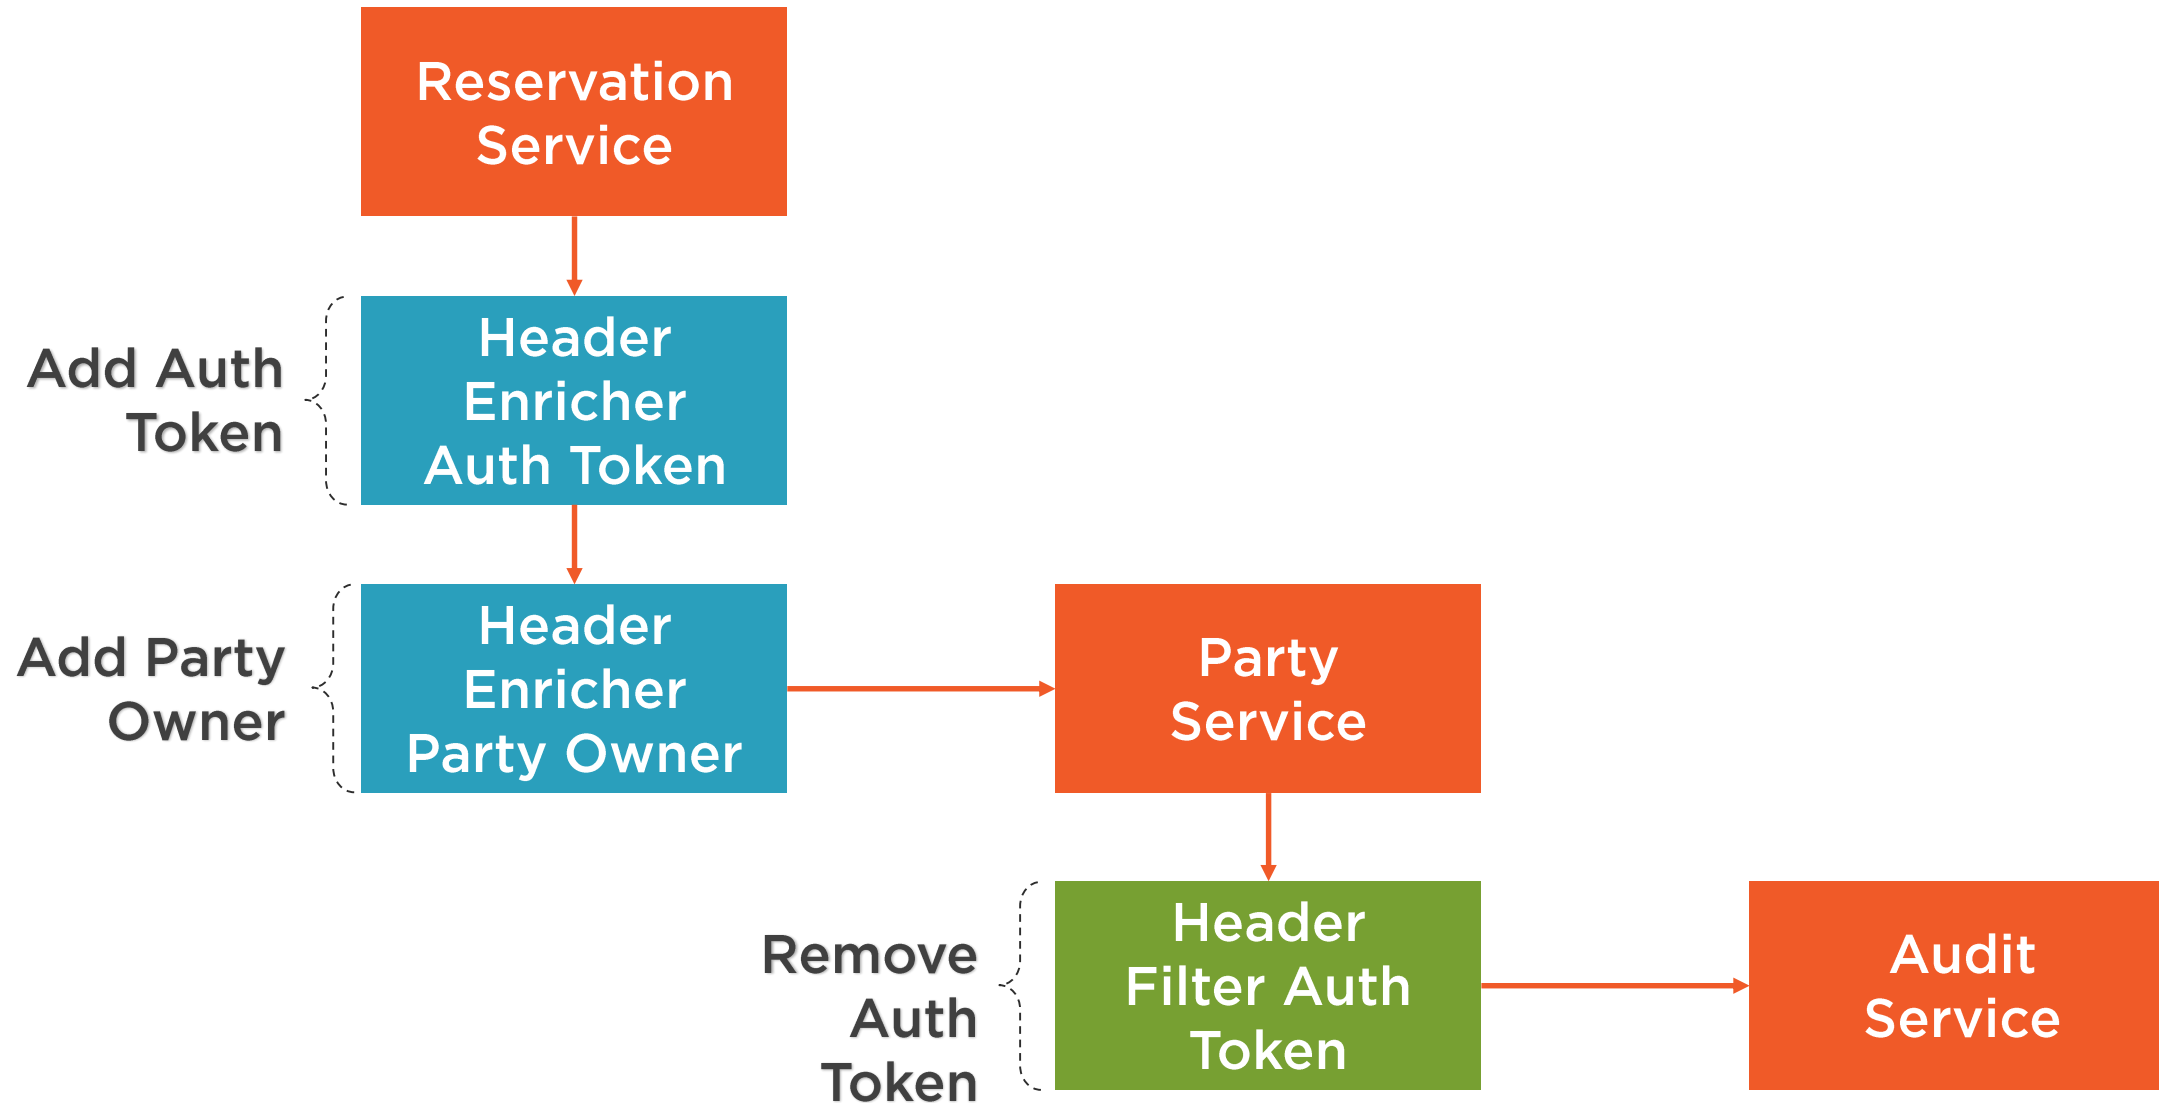 Reservation
Service
Add Auth
Token
Header
Enricher
Auth Token
Add Party
Owner
Header
Enricher
Party Owner
Party
Service
Remove
Auth
Token
Header
Filter Auth
Token
Audit
Service